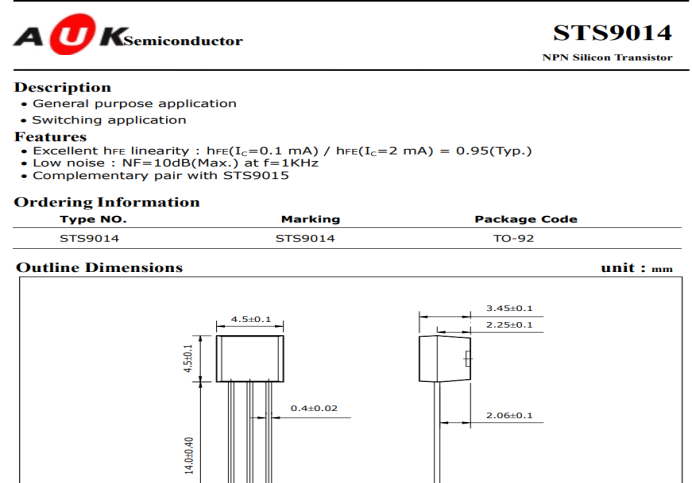 AUK Semiconductor
STS9014
NPN Silicon Transistor
Description
• General purpose application
• Switching application
Features
• Excellent hFE linearity : hFE(IC=0.1 mA) / hFE(IC=2 mA) = 0.95(Typ.)
• Low noise : NF=10dB(Max.) at f=1KHz
• Complementary pair with STS9015
Ordering Information
Type NO. Marking Package Code
STS9014 STS9014 TO-92
Outline Dimensions unit : mm
3.45±0.1
4.5±0.1 2.25±0.1
4.5±0.1
0.4±0.02
2.06±0.1
14.0±0.40